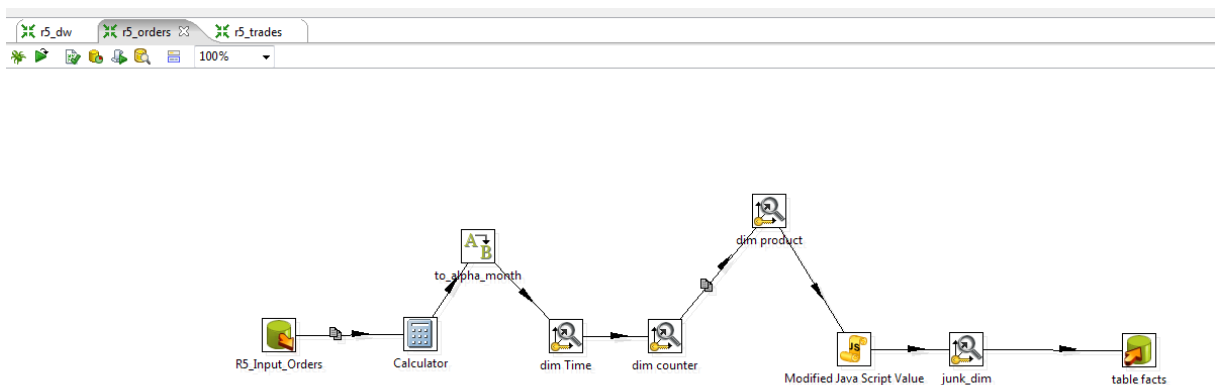 r5_dw r5_orders r5_trades
100%
dim product
to_alpha_month
R5_Input_Orders Calculator dim Time dim counter Modified Java Script Value junk_dim table facts
A B
JS